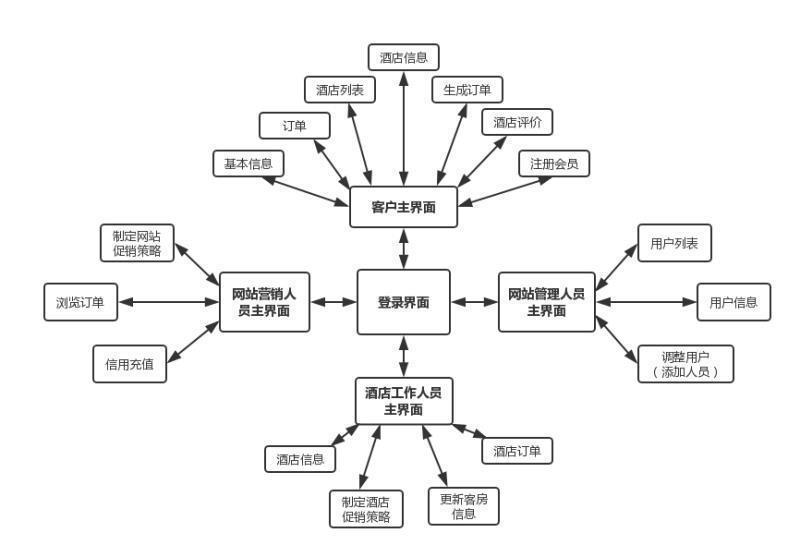 酒店信息
酒店列表
生成订单
订单
酒店评价
基本信息
注册会员
客户主界面
制定网站
促销策略
用户列表
浏览订单
网站营销人
员主界面
登录界面
网站管理人员
主界面
用户信息
信用充值
调整用户
（添加人员）
酒店工作人员
主界面
酒店信息
酒店订单
制定酒店
促销策略
更新客房
信息